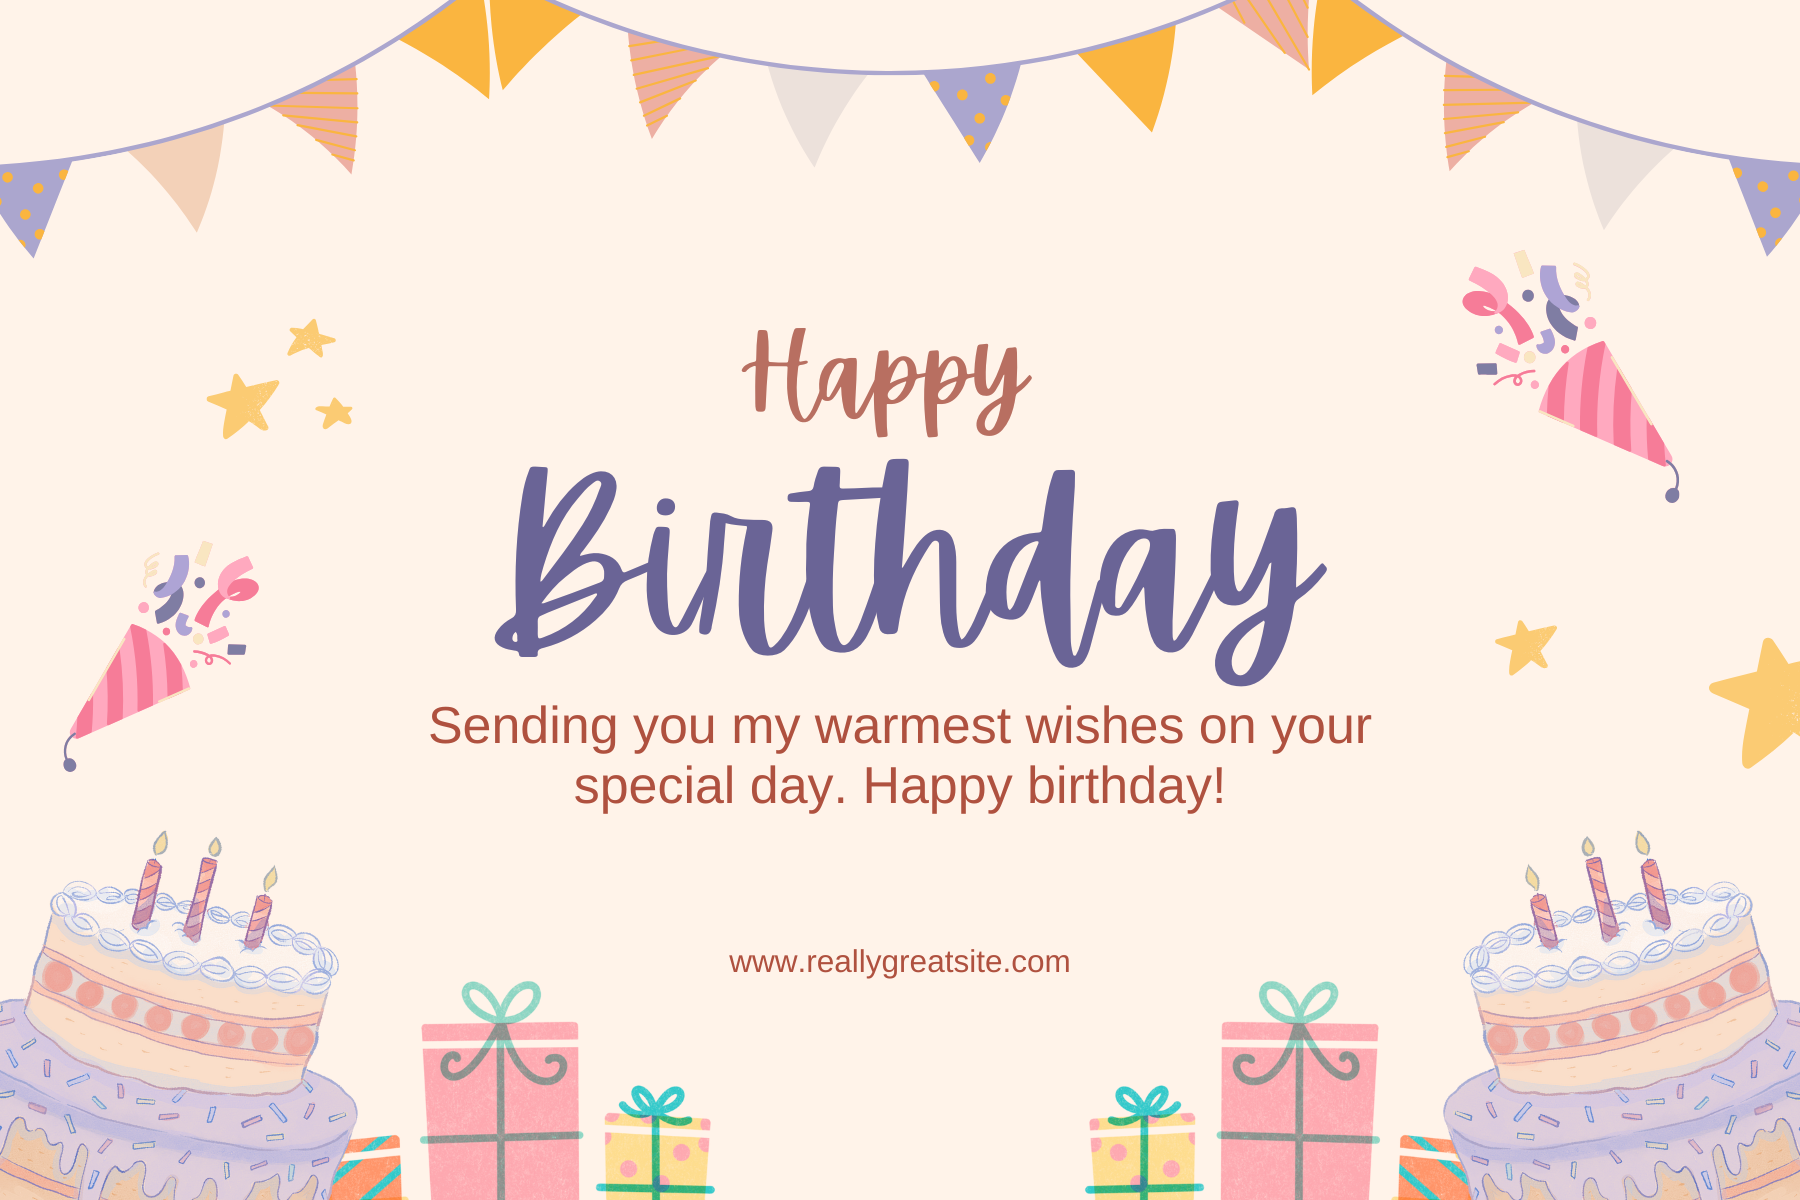 Happy
Birthday
Sending you my warmest wishes on your
special day. Happy birthday!
www.reallygreatsite.com